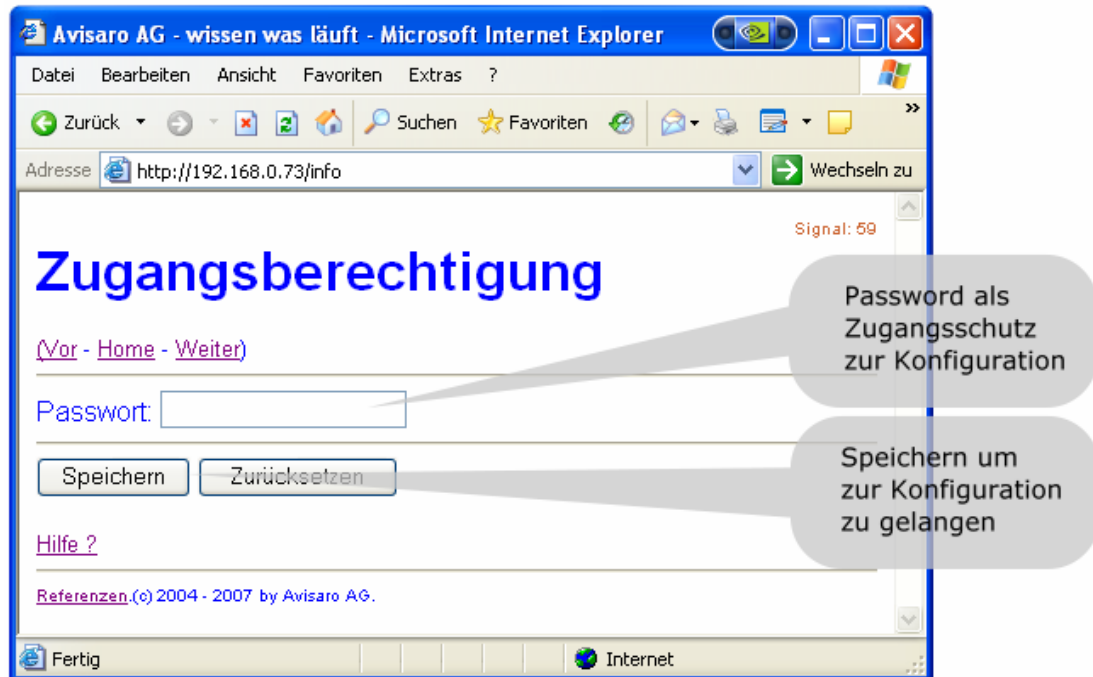 Avisaro AG - wissen was läuft - Microsoft Internet Explorer
Datei Bearbeiten Ansicht Favoriten Extras ?
Zurück Suchen Favoriten »
Adresse http://192.168.0.73/info Wechseln zu
Signal: 59
Zugangsberechtigung
(Vor - Home - Weiter)
Password als
Zugangsschutz
zur Konfiguration
Passwort:
Speichern Zurücksetzen
Speichern um
zur Konfiguration
zu gelangen
Hilfe ?
Referenzen.(c) 2004 - 2007 by Avisaro AG.
Fertig Internet